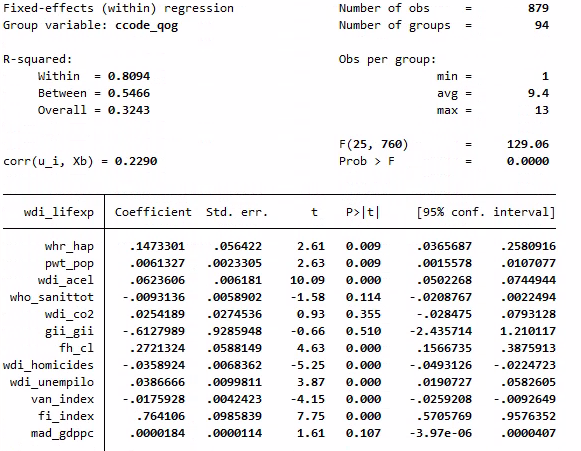 Fixed-effects (within) regression Number of obs = 879
Group variable: ccode_qog Number of groups = 94
R-squared: Obs per group:
Within = 0.8094 min = 1
Between = 0.5466 avg = 9.4
Overall = 0.3243 max = 13
F(25, 760) = 129.06
corr(u_i, Xb) = 0.2290 Prob > F = 0.0000
wdi_lifexp Coefficient Std. err. t P>|t| [95% conf. interval]
whr_hap .1473301 .056422 2.61 0.009 .0365687 .2580916
pwt_pop .0061327 .0023305 2.63 0.009 .0015578 .0107077
wdi_acel .0623606 .006181 10.09 0.000 .0502268 .0744944
who_sanittot -.0093136 .0058902 -1.58 0.114 -.0208767 .0022494
wdi_co2 .0254189 .0274536 0.93 0.355 -.028475 .0793128
gii_gii -.6127989 .9285948 -0.66 0.510 -2.435714 1.210117
fh_cl .2721324 .0588149 4.63 0.000 .1566735 .3875913
wdi_homicides -.0358924 .0068362 -5.25 0.000 -.0493126 -.0224723
wdi_unempilo .0386666 .0099811 3.87 0.000 .0190727 .0582605
van_index -.0175928 .0042423 -4.15 0.000 -.0259208 -.0092649
fi_index .764106 .0985839 7.75 0.000 .5705769 .9576352
mad_gdppc .0000184 .0000114 1.61 0.107 -3.97e-06 .0000407